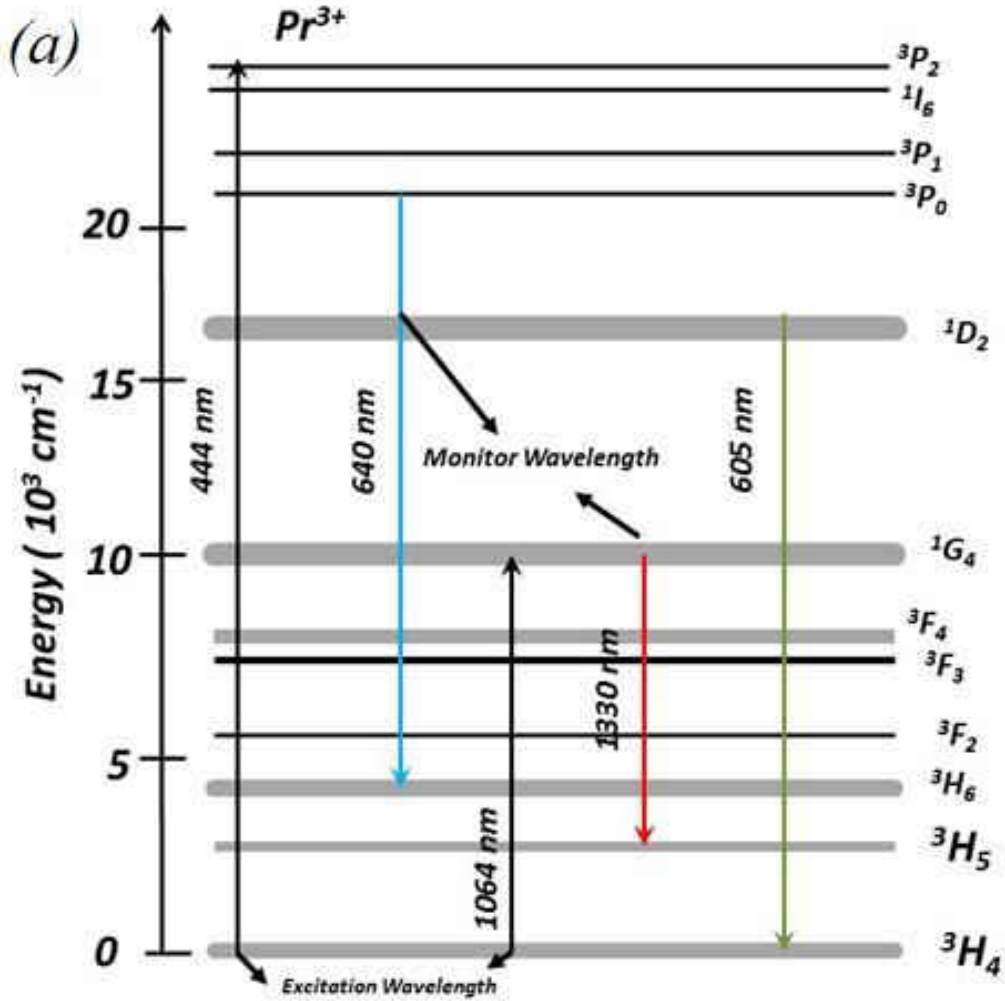 (a)
Pr³⁺
³P₂
¹I₆
³P₁
³P₀
20
¹D₂
15
Energy ( 10³ cm⁻¹)
444 nm
640 nm
605 nm
Monitor Wavelength
10
¹G₄
³F₄
³F₃
1330 nm
³F₂
5
³H₆
1064 nm
³H₅
0
³H₄
Excitation Wavelength